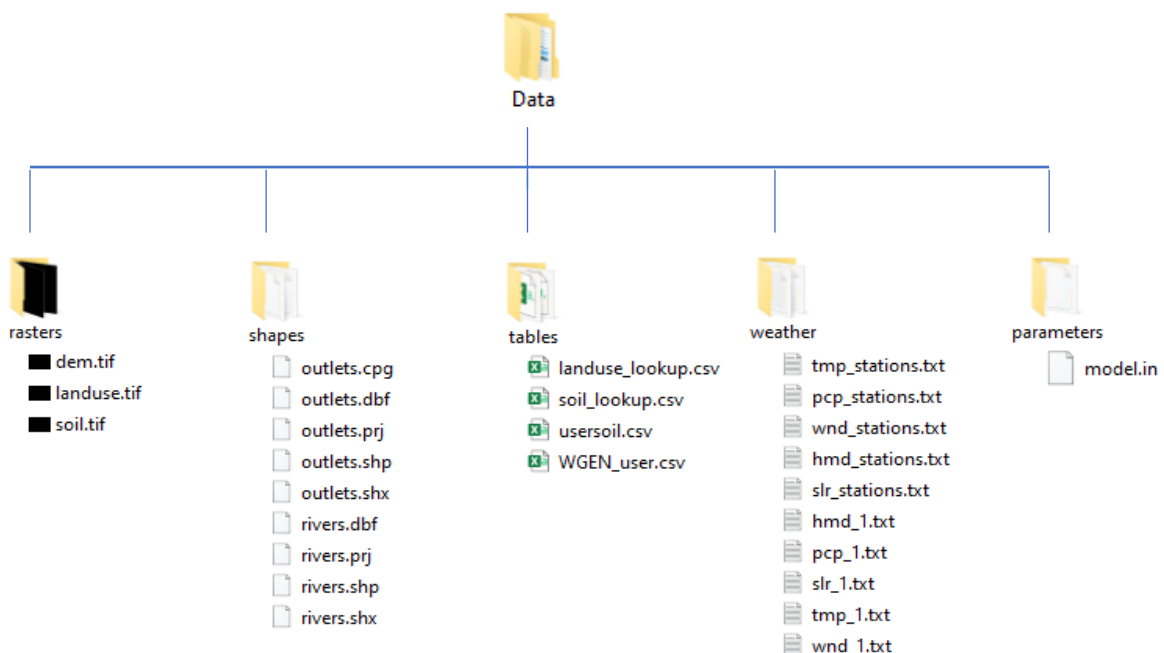 Data
rasters
dem.tif
landuse.tif
soil.tif
shapes
outlets.cpg
outlets.dbf
outlets.prj
outlets.shp
outlets.shx
rivers.dbf
rivers.prj
rivers.shp
rivers.shx
tables
landuse_lookup.csv
soil_lookup.csv
usersoil.csv
WGEN_user.csv
weather
tmp_stations.txt
pcp_stations.txt
wnd_stations.txt
hmd_stations.txt
slr_stations.txt
hmd_1.txt
pcp_1.txt
slr_1.txt
tmp_1.txt
wnd_1.txt
parameters
model.in